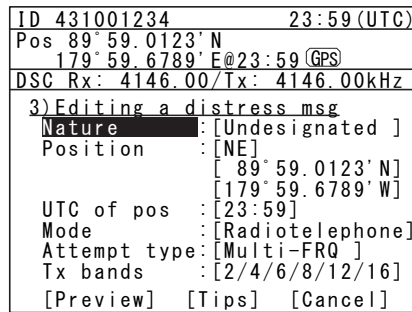 ID 431001234 23:59(UTC)
Pos 89°59.0123'N
179°59.6789'E@23:59 GPS
DSC Rx: 4146.00/Tx: 4146.00kHz
3)Editing a distress msg
Nature :[Undesignated ]
Position :[NE]
[ 89°59.0123'N]
[179°59.6789'W]
UTC of pos :[23:59]
Mode :[Radiotelephone]
Attempt type:[Multi-FRQ ]
Tx bands :[2/4/6/8/12/16]
[Preview] [Tips] [Cancel]